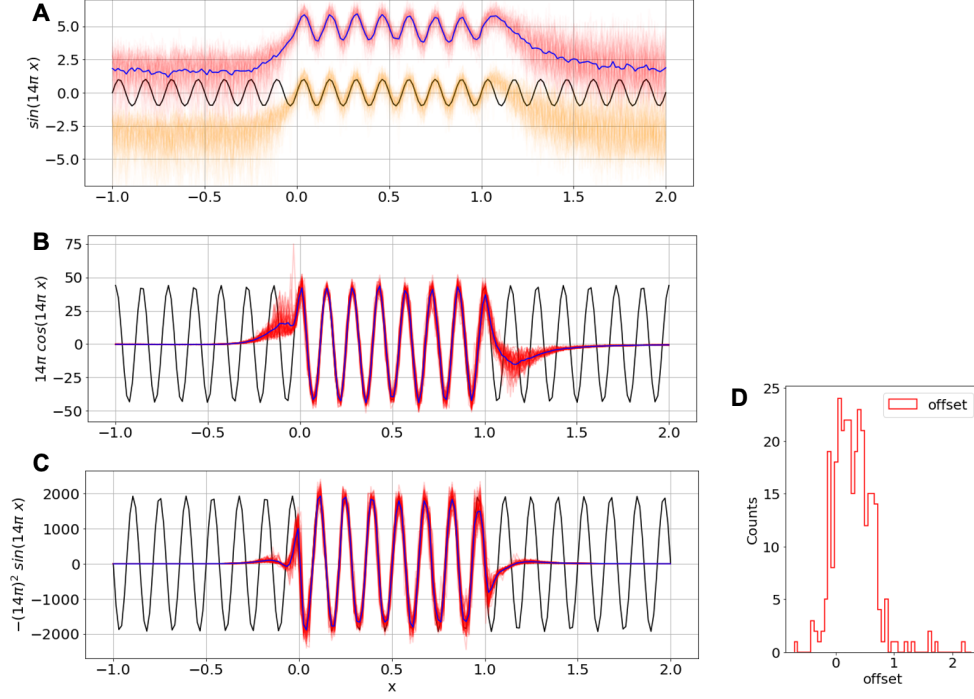 A
sin(14π x)
5.0
2.5
0.0
−2.5
−5.0
−1.0 −0.5 0.0 0.5 1.0 1.5 2.0
B
14π cos(14π x)
75
50
25
0
−25
−50
−1.0 −0.5 0.0 0.5 1.0 1.5 2.0
C
−(14π)² sin(14π x)
2000
1000
0
−1000
−2000
−1.0 −0.5 0.0 0.5 1.0 1.5 2.0
x
D
offset
Counts
25
20
15
10
5
0
0 1 2
offset